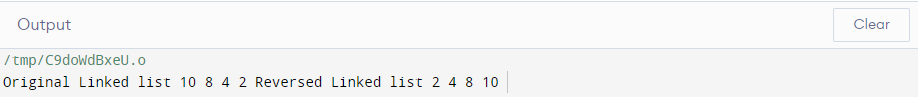 Output
Clear
/tmp/C9doWdBxeU.o
Original Linked list 10 8 4 2 Reversed Linked list 2 4 8 10